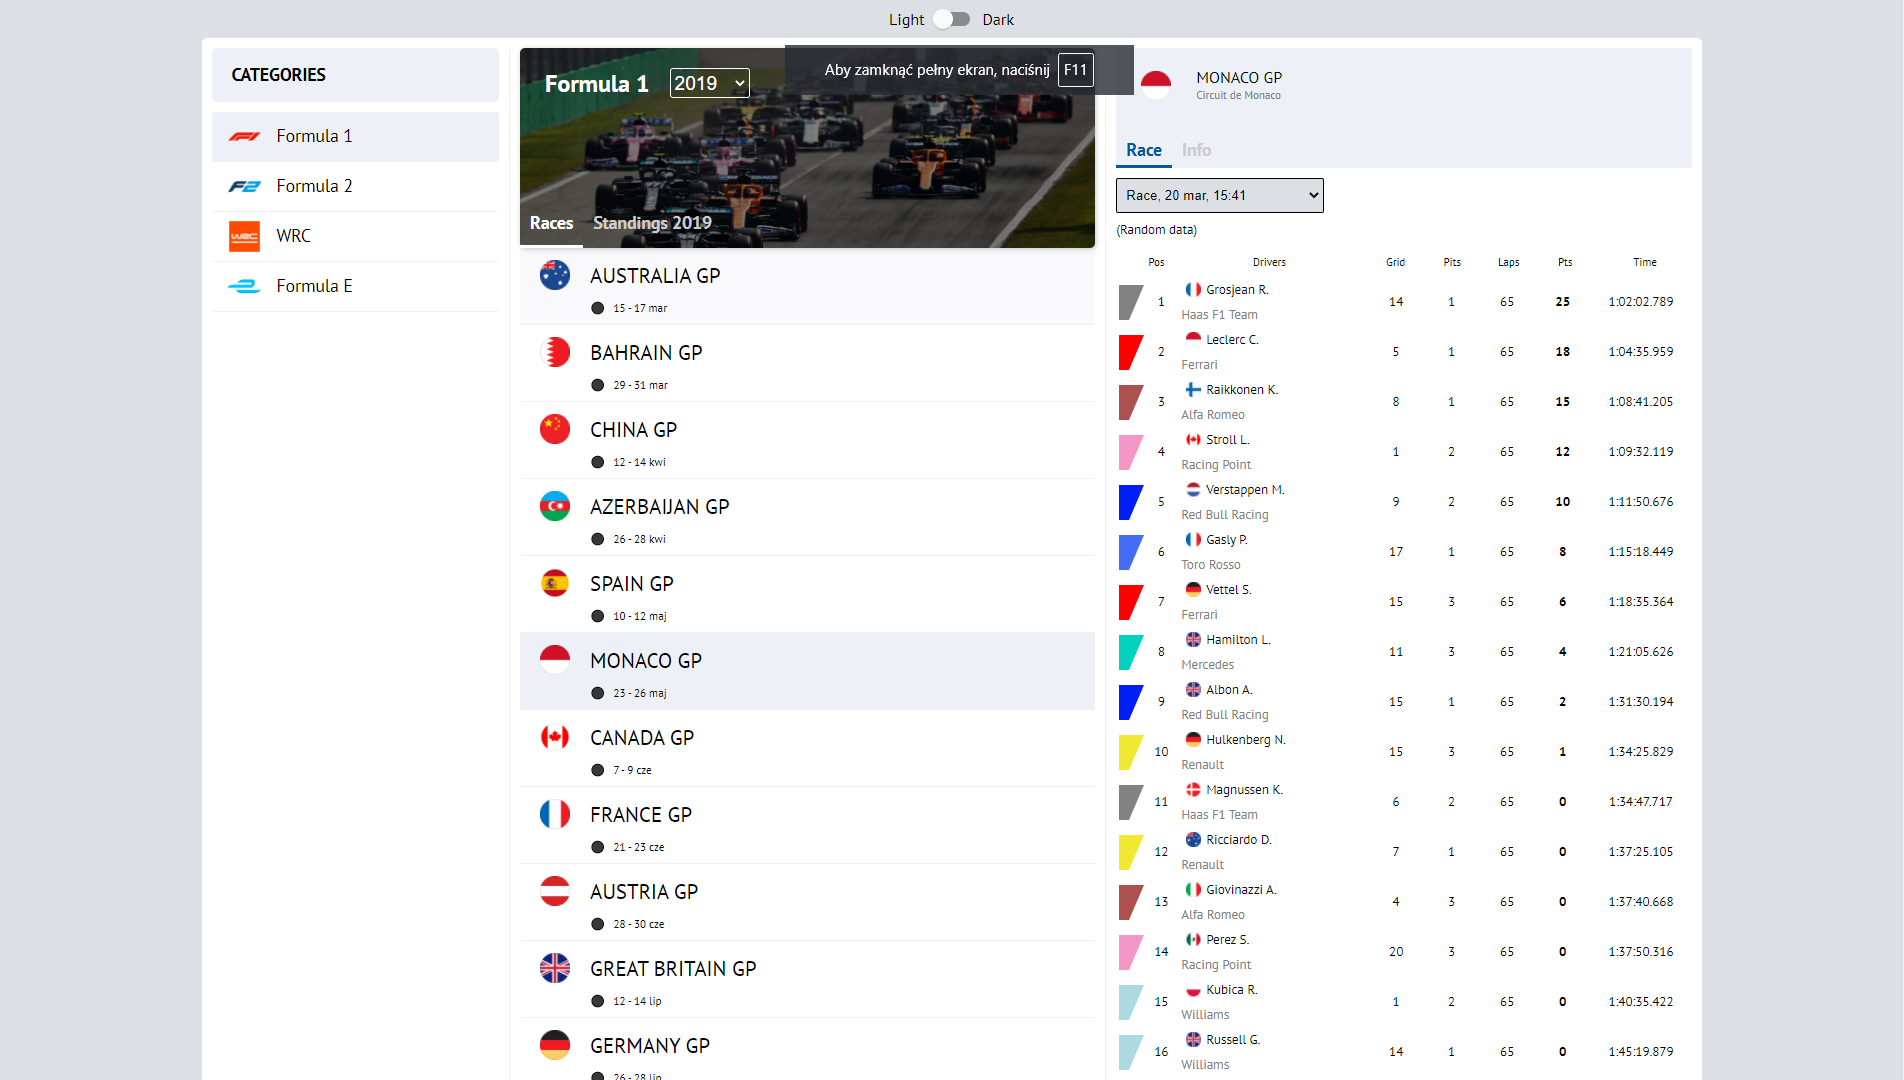 Light Dark
CATEGORIES
Formula 1
Formula 2
WRC
Formula E
Formula 1 2019
Aby zamknąć pełny ekran, naciśnij F11
Races Standings 2019
AUSTRALIA GP
15 - 17 mar
BAHRAIN GP
29 - 31 mar
CHINA GP
12 - 14 kwi
AZERBAIJAN GP
26 - 28 kwi
SPAIN GP
10 - 12 maj
MONACO GP
23 - 26 maj
CANADA GP
7 - 9 cze
FRANCE GP
21 - 23 cze
AUSTRIA GP
28 - 30 cze
GREAT BRITAIN GP
12 - 14 lip
GERMANY GP
26 - 28 lip
MONACO GP
Circuit de Monaco
Race Info
Race, 20 mar, 15:41
(Random data)
Pos Drivers Grid Pits Laps Pts Time
1 Grosjean R. 14 1 65 25 1:02:02.789
Haas F1 Team
2 Leclerc C. 5 1 65 18 1:04:35.959
Ferrari
3 Raikkonen K. 8 1 65 15 1:08:41.205
Alfa Romeo
4 Stroll L. 1 2 65 12 1:09:32.119
Racing Point
5 Verstappen M. 9 2 65 10 1:11:50.676
Red Bull Racing
6 Gasly P. 17 1 65 8 1:15:18.449
Toro Rosso
7 Vettel S. 15 3 65 6 1:18:35.364
Ferrari
8 Hamilton L. 11 3 65 4 1:21:05.626
Mercedes
9 Albon A. 15 1 65 2 1:31:30.194
Red Bull Racing
10 Hulkenberg N. 15 3 65 1 1:34:25.829
Renault
11 Magnussen K. 6 2 65 0 1:34:47.717
Haas F1 Team
12 Ricciardo D. 7 1 65 0 1:37:25.105
Renault
13 Giovinazzi A. 4 3 65 0 1:37:40.668
Alfa Romeo
14 Perez S. 20 3 65 0 1:37:50.316
Racing Point
15 Kubica R. 1 2 65 0 1:40:35.422
Williams
16 Russell G. 14 1 65 0 1:45:19.879
Williams